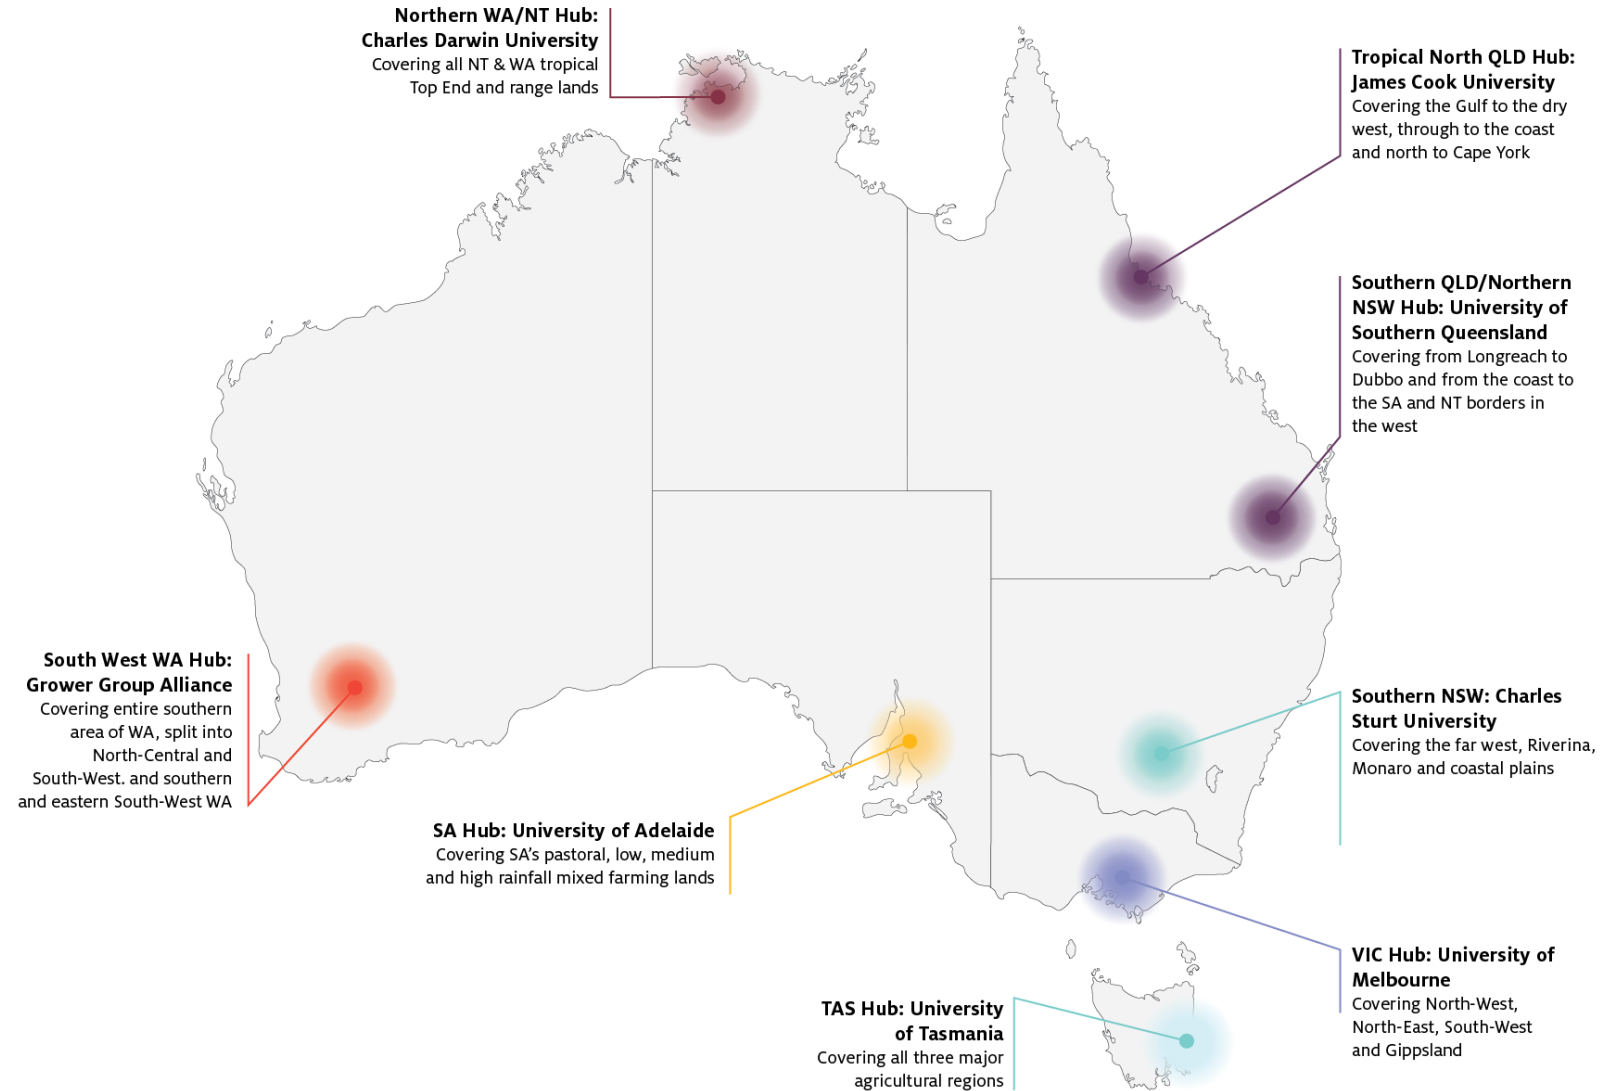 Northern WA/NT Hub:
Charles Darwin University
Covering all NT & WA tropical
Top End and range lands
Tropical North QLD Hub:
James Cook University
Covering the Gulf to the dry
west, through to the coast
and north to Cape York
Southern QLD/Northern
NSW Hub: University of
Southern Queensland
Covering from Longreach to
Dubbo and from the coast to
the SA and NT borders in
the west
South West WA Hub:
Grower Group Alliance
Covering entire southern
area of WA, split into
North-Central and
South-West. and southern
and eastern South-West WA
Southern NSW: Charles
Sturt University
Covering the far west, Riverina,
Monaro and coastal plains
SA Hub: University of Adelaide
Covering SA's pastoral, low, medium
and high rainfall mixed farming lands
VIC Hub: University of
Melbourne
Covering North-West,
North-East, South-West
and Gippsland
TAS Hub: University
of Tasmania
Covering all three major
agricultural regions